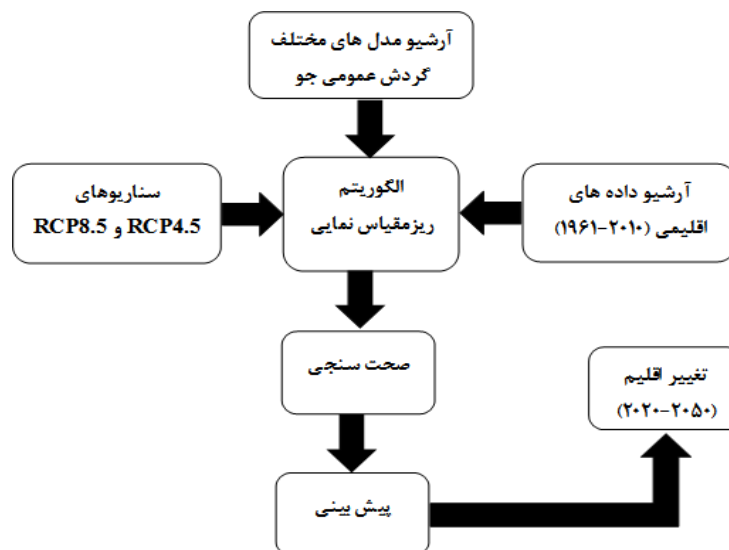 آرشیو مدل های مختلف
گردش عمومی جو
سناریوهای
RCP4.5 و RCP8.5
الگوریتم
ریزمقیاس نمایی
آرشیو داده های
اقلیمی (۲۰۱۰-۱۹۶۱)
صحت سنجی
تغییر اقلیم
(۲۰۲۰-۲۰۵۰)
پیش بینی